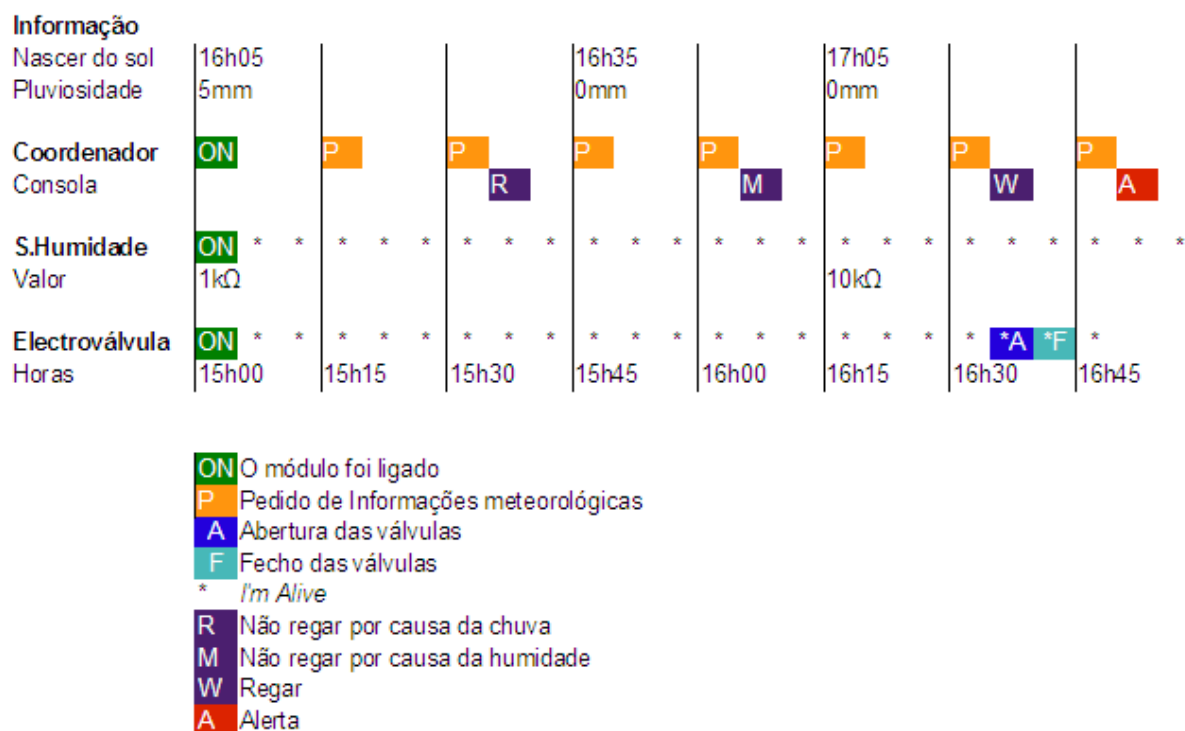 Informação
Nascer do sol 16h05 16h35 17h05
Pluviosidade 5mm 0mm 0mm
Coordenador ON P P P P P P P
Consola R M W A
S.Humidade ON * * * * * * * * * * * * * * * * * * * * * * *
Valor 1kΩ 10kΩ
Electroválvula ON * * * * * * * * * * * * * * * * * * *A *F *
Horas 15h00 15h15 15h30 15h45 16h00 16h15 16h30 16h45
ON O módulo foi ligado
P Pedido de Informações meteorológicas
A Abertura das válvulas
F Fecho das válvulas
* I'm Alive
R Não regar por causa da chuva
M Não regar por causa da humidade
W Regar
A Alerta